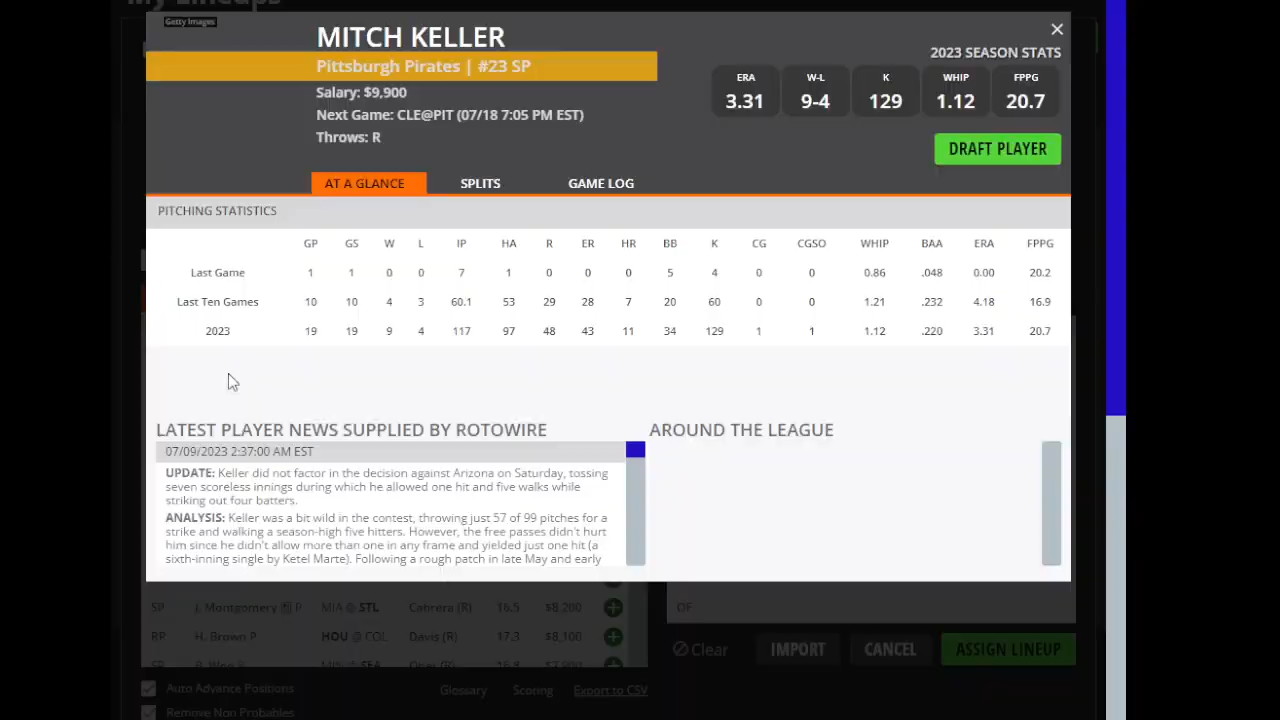 My Lineups
Getty Images
MITCH KELLER
Pittsburgh Pirates | #23 SP
Salary: $9,900
Next Game: CLE@PIT (07/18 7:05 PM EST)
Throws: R
2023 SEASON STATS
ERA W-L K WHIP FPPG
3.31 9-4 129 1.12 20.7
DRAFT PLAYER
AT A GLANCE SPLITS GAME LOG
PITCHING STATISTICS
GP GS W L IP HA R ER HR BB K CG CGSO WHIP BAA ERA FPPG
Last Game 1 1 0 0 7 1 0 0 0 5 4 0 0 0.86 .048 0.00 20.2
Last Ten Games 10 10 4 3 60.1 53 29 28 7 20 60 0 0 1.21 .232 4.18 16.9
2023 19 19 9 4 117 97 48 43 11 34 129 1 1 1.12 .220 3.31 20.7
LATEST PLAYER NEWS SUPPLIED BY ROTOWIRE
07/09/2023 2:37:00 AM EST
UPDATE: Keller did not factor in the decision against Arizona on Saturday, tossing
seven scoreless innings during which he allowed one hit and five walks while
striking out four batters.
ANALYSIS: Keller was a bit wild in the contest, throwing just 57 of 99 pitches for a
strike and walking a season-high five hitters. However, the free passes didn't hurt
him since he didn't allow more than one in any frame and yielded just one hit (a
sixth-inning single by Ketel Marte). Following a rough patch in late May and early
AROUND THE LEAGUE
SP J. Montgomery P MIA @ STL Cabrera (R) 16.5 $8,200
RP H. Brown P HOU @ COL Davis (R) 17.3 $8,100
OF
Clear IMPORT CANCEL ASSIGN LINEUP
Auto Advance Positions Glossary Scoring Export to CSV
Remove Non Probables